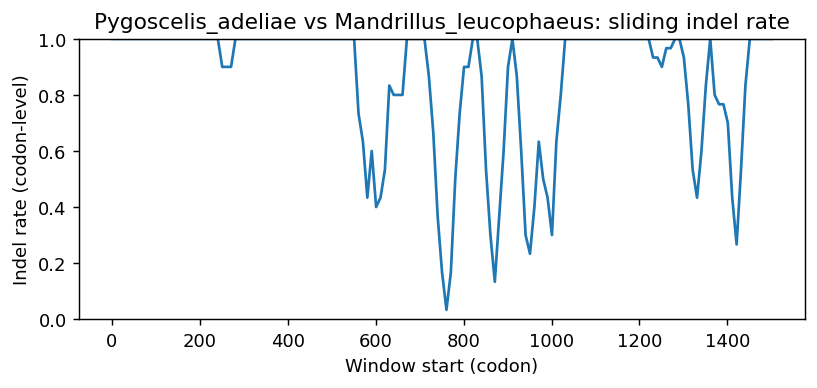 Pygoscelis_adeliae vs Mandrillus_leucophaeus: sliding indel rate
Indel rate (codon-level)
1.0
0.8
0.6
0.4
0.2
0.0
0 200 400 600 800 1000 1200 1400
Window start (codon)